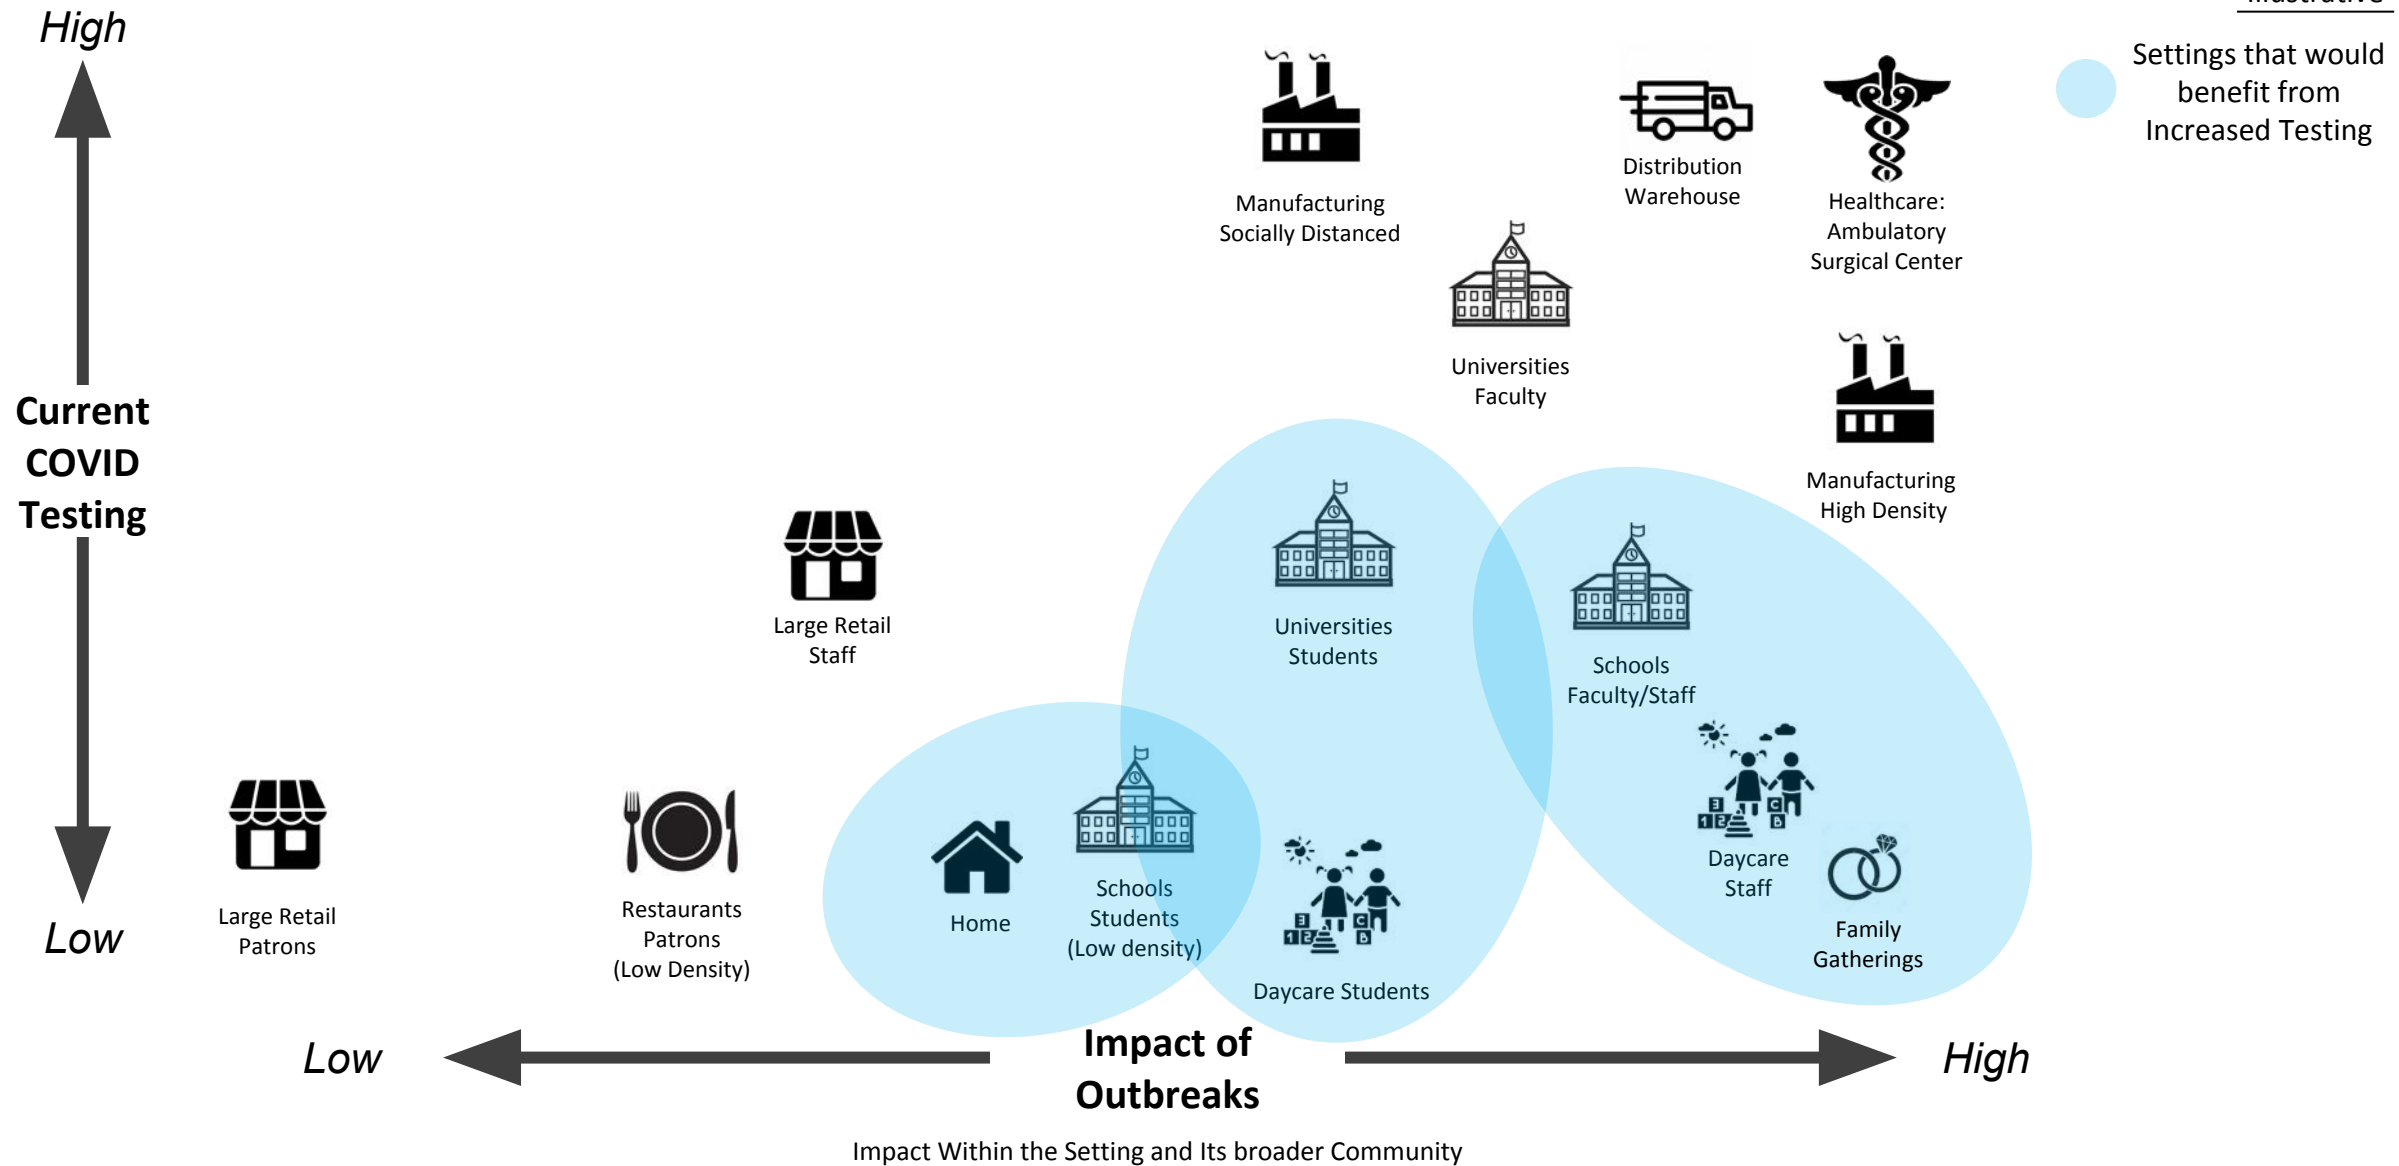 Illustrative
High
Settings that would
benefit from
Increased Testing
Distribution
Warehouse
Manufacturing
Socially Distanced
Healthcare:
Ambulatory
Surgical Center
Universities
Faculty
Current
COVID
Testing
Manufacturing
High Density
Large Retail
Staff
Universities
Students
Schools
Faculty/Staff
Daycare
Staff
Large Retail
Patrons
Restaurants
Patrons
(Low Density)
Home
Schools
Students
(Low density)
Daycare Students
Family
Gatherings
Low
Low
Impact of
Outbreaks
High
Impact Within the Setting and Its broader Community